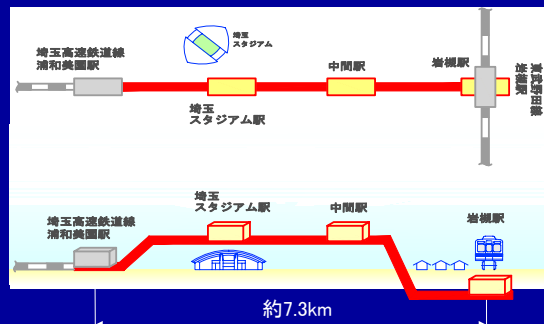 埼玉
スタジアム
埼玉高速鉄道線
浦和美園駅
中間駅
岩槻駅
東武野田線
岩槻駅
埼玉
スタジアム駅
埼玉
スタジアム駅
中間駅
埼玉高速鉄道線
浦和美園駅
岩槻駅
約7.3km